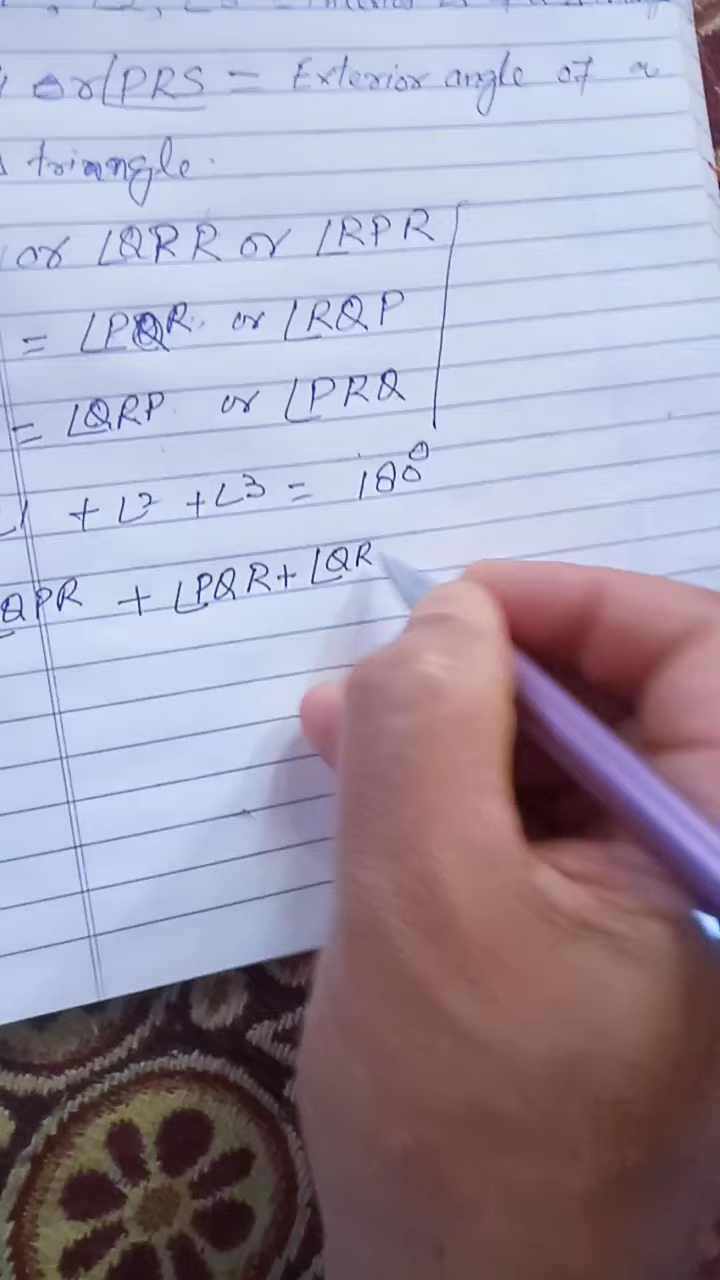 or ∠PRS = Exterior angle of a
triangle.
or ∠QRR or ∠RPR
= ∠PQR or ∠RQP
= ∠QRP or ∠PRQ
+ ∠2 + ∠3 = 180°
QPR + ∠PQR + ∠QR